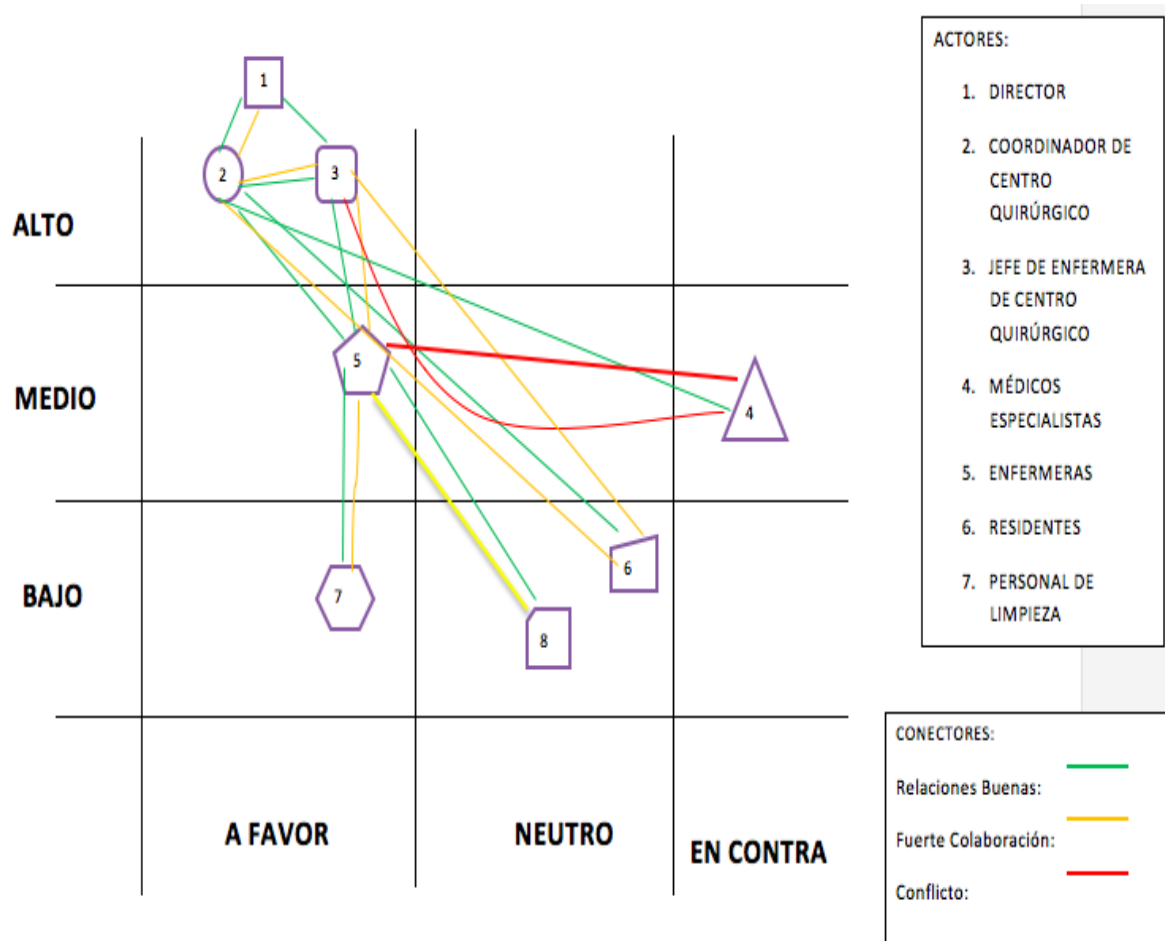 1
2
3
ALTO
5
4
MEDIO
6
7
BAJO
8
A FAVOR
NEUTRO
EN CONTRA
ACTORES:
1. DIRECTOR
2. COORDINADOR DE
CENTRO
QUIRÚRGICO
3. JEFE DE ENFERMERA
DE CENTRO
QUIRÚRGICO
4. MÉDICOS
ESPECIALISTAS
5. ENFERMERAS
6. RESIDENTES
7. PERSONAL DE
LIMPIEZA
CONECTORES:
Relaciones Buenas:
Fuerte Colaboración:
Conflicto: